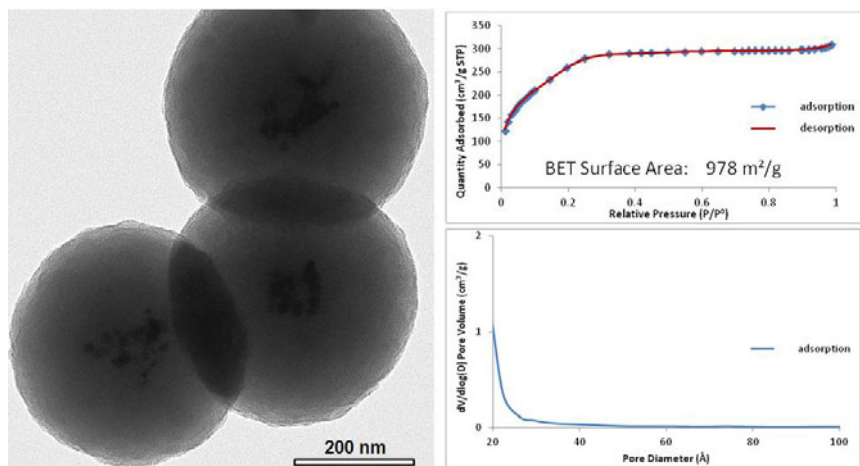 200 nm
Quantity Adsorbed (cm³/g STP)
350
300
250
200
150
100
50
0
adsorption
desorption
BET Surface Area: 978 m²/g
0
0.2
0.4
0.6
0.8
1
Relative Pressure (P/P⁰)
dV/dlog(D) Pore Volume (cm³/g)
2
1
0
adsorption
20
40
60
80
100
Pore Diameter (Å)